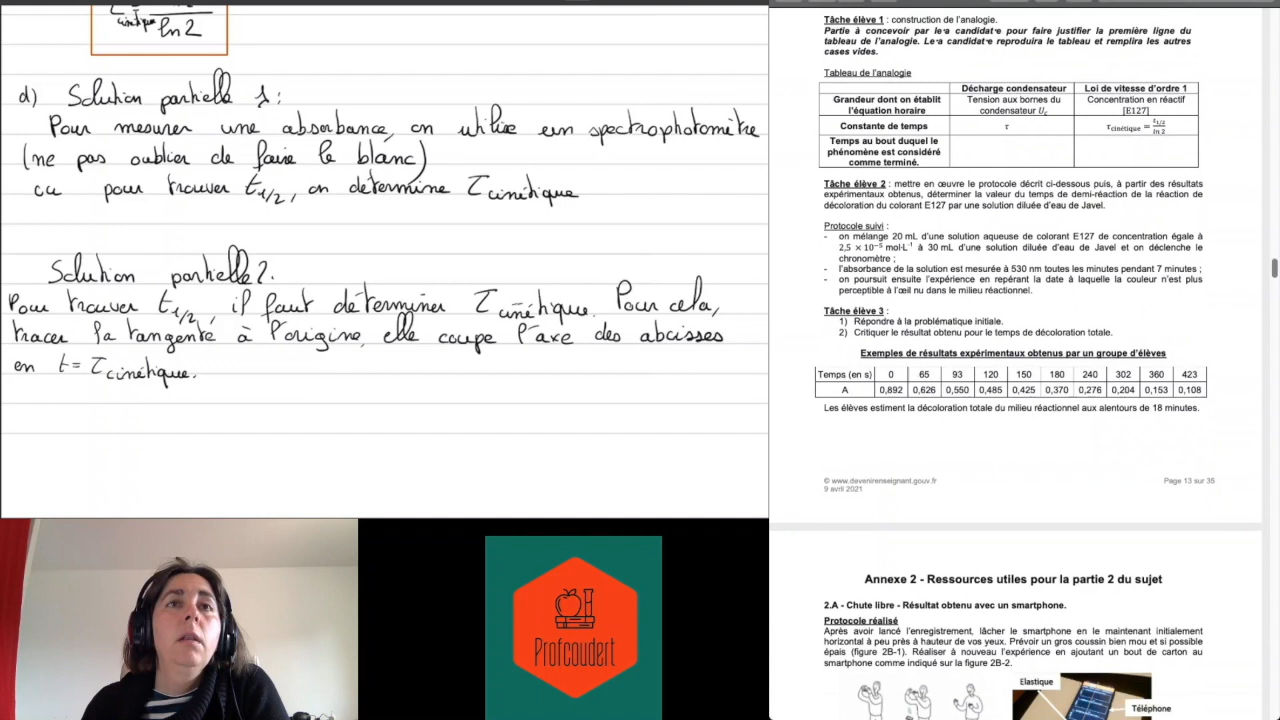 cinétique
ln 2
d) Solution partielle 1 :
Pour mesurer une absorbance, on utilise un spectrophotomètre
(ne pas oublier de faire le blanc)
ou pour trouver t1/2, on détermine τ cinétique
Solution partielle 2.
Pour trouver t1/2, il faut déterminer τ cinétique. Pour cela,
tracer la tangente à l'origine, elle coupe l'axe des abcisses
en t = τ cinétique.
Profcoudert
Tâche élève 1 : construction de l'analogie.
Partie à concevoir par le·a candidat·e pour faire justifier la première ligne du
tableau de l'analogie. Le·a candidat·e reproduira le tableau et remplira les autres
cases vides.
Tableau de l'analogie
Décharge condensateur Loi de vitesse d'ordre 1
Grandeur dont on établit l'équation horaire Tension aux bornes du condensateur Uc Concentration en réactif [E127]
Constante de temps τ τcinétique = t1/2 / ln 2
Temps au bout duquel le
phénomène est considéré
comme terminé.
Tâche élève 2 : mettre en œuvre le protocole décrit ci-dessous puis, à partir des résultats
expérimentaux obtenus, déterminer la valeur du temps de demi-réaction de la réaction de
décoloration du colorant E127 par une solution diluée d'eau de Javel.
Protocole suivi :
- on mélange 20 mL d'une solution aqueuse de colorant E127 de concentration égale à
2,5 × 10⁻⁵ mol·L⁻¹ à 30 mL d'une solution diluée d'eau de Javel et on déclenche le
chronomètre ;
- l'absorbance de la solution est mesurée à 530 nm toutes les minutes pendant 7 minutes ;
- on poursuit ensuite l'expérience en repérant la date à laquelle la couleur n'est plus
perceptible à l'œil nu dans le milieu réactionnel.
Tâche élève 3 :
1) Répondre à la problématique initiale.
2) Critiquer le résultat obtenu pour le temps de décoloration totale.
Exemples de résultats expérimentaux obtenus par un groupe d'élèves
Temps (en s) 0 65 93 120 150 180 240 302 360 423
A 0,892 0,626 0,550 0,485 0,425 0,370 0,276 0,204 0,153 0,108
Les élèves estiment la décoloration totale du milieu réactionnel aux alentours de 18 minutes.
© www.devenirenseignant.gouv.fr Page 13 sur 35
9 avril 2021
Annexe 2 - Ressources utiles pour la partie 2 du sujet
2.A - Chute libre - Résultat obtenu avec un smartphone.
Protocole réalisé
Après avoir lancé l'enregistrement, lâcher le smartphone en le maintenant initialement
horizontal à peu près à hauteur de vos yeux. Prévoir un gros coussin bien mou et si possible
épais (figure 2B-1). Réaliser à nouveau l'expérience en ajoutant un bout de carton au
smartphone comme indiqué sur la figure 2B-2.
Elastique
Téléphone